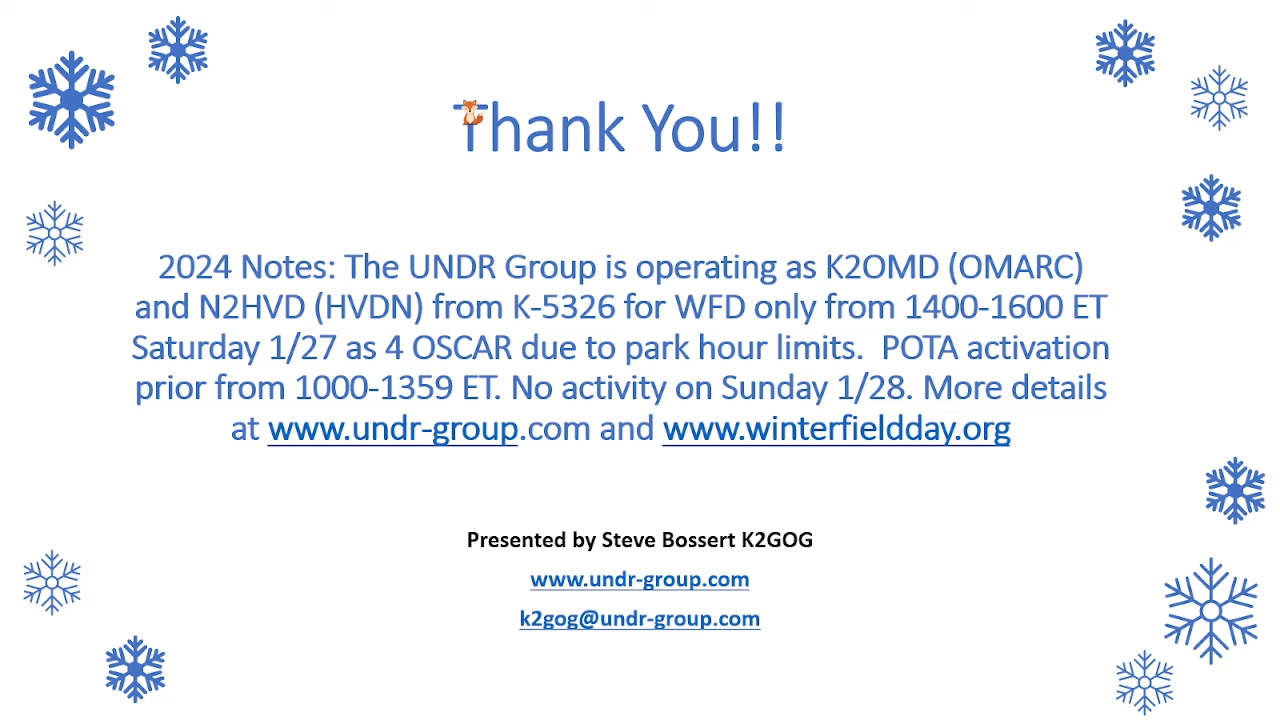 Thank You!!
2024 Notes: The UNDR Group is operating as K2OMD (OMARC)
and N2HVD (HVDN) from K-5326 for WFD only from 1400-1600 ET
Saturday 1/27 as 4 OSCAR due to park hour limits.  POTA activation
prior from 1000-1359 ET. No activity on Sunday 1/28. More details
at www.undr-group.com and www.winterfieldday.org
Presented by Steve Bossert K2GOG
www.undr-group.com
k2gog@undr-group.com